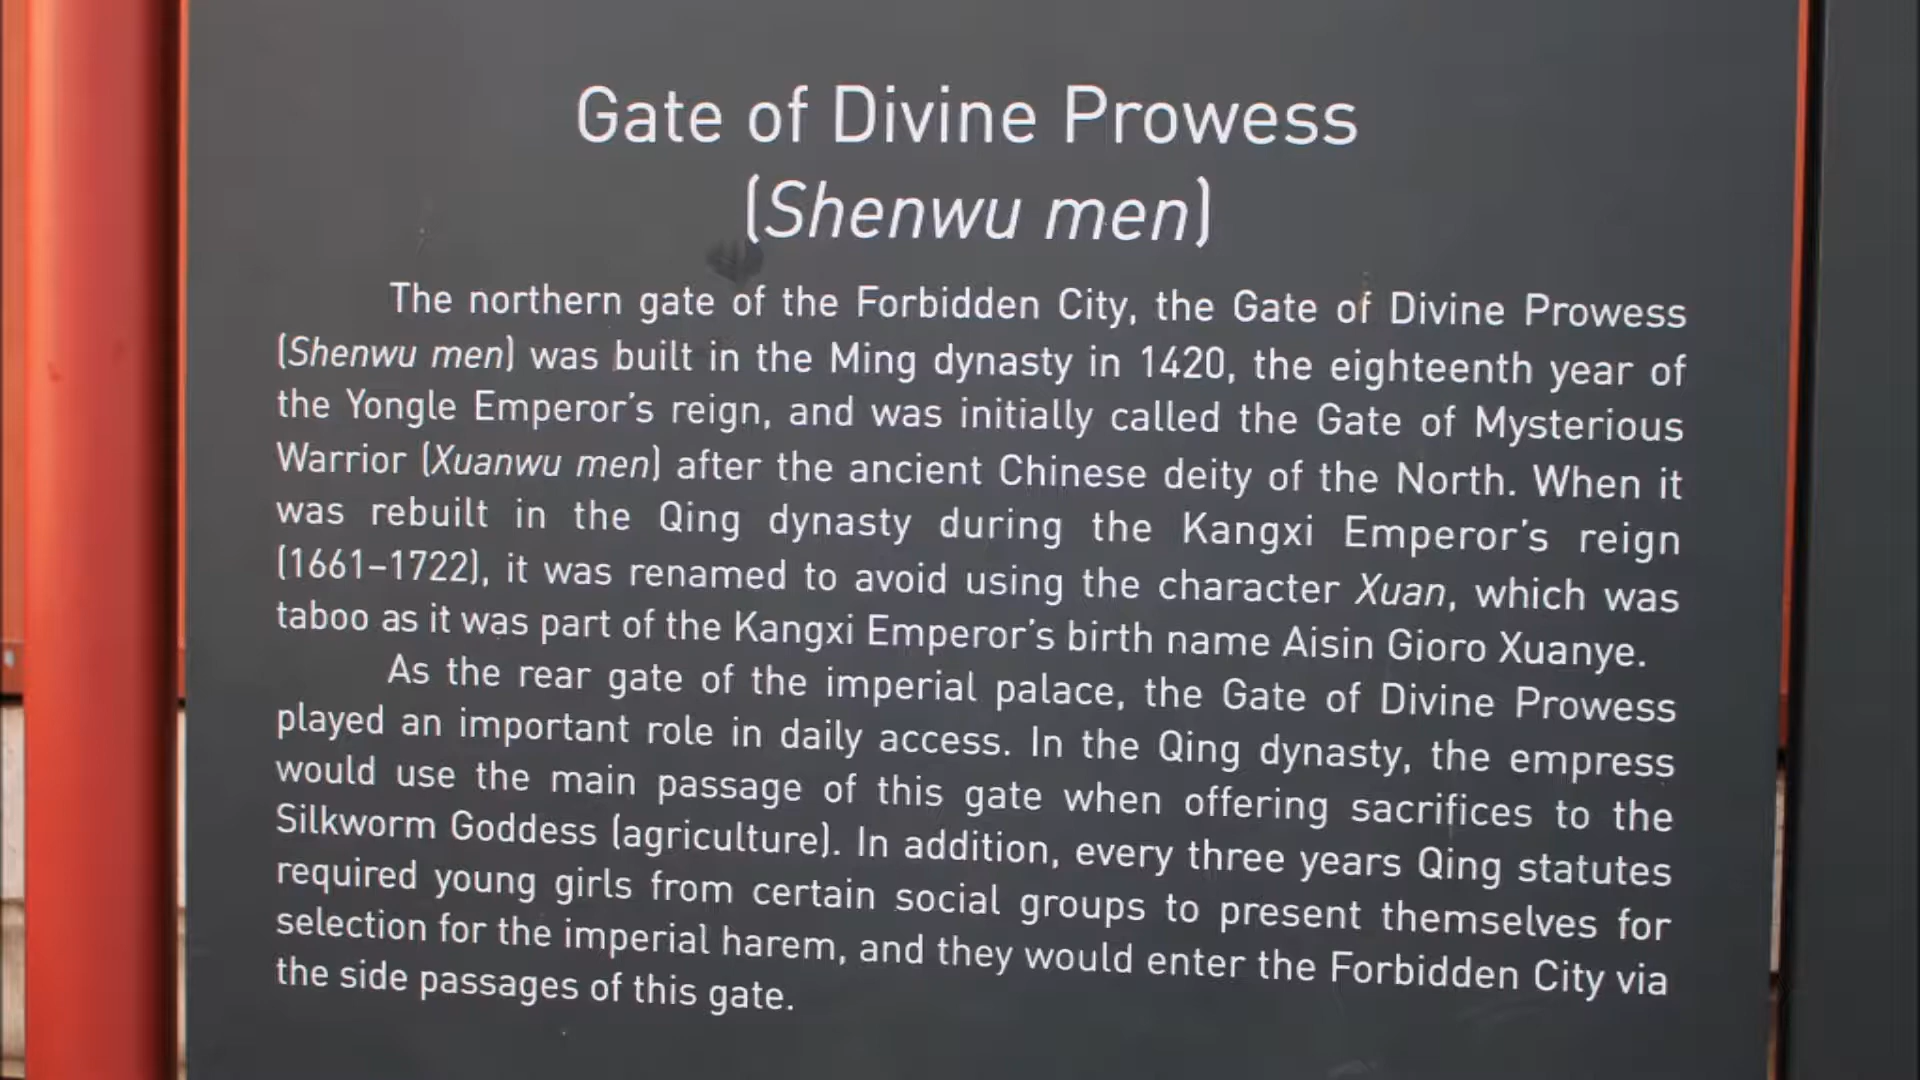 Gate of Divine Prowess
(Shenwu men)
The northern gate of the Forbidden City, the Gate of Divine Prowess
(Shenwu men) was built in the Ming dynasty in 1420, the eighteenth year of
the Yongle Emperor's reign, and was initially called the Gate of Mysterious
Warrior (Xuanwu men) after the ancient Chinese deity of the North. When it
was rebuilt in the Qing dynasty during the Kangxi Emperor's reign
(1661–1722), it was renamed to avoid using the character Xuan, which was
taboo as it was part of the Kangxi Emperor's birth name Aisin Gioro Xuanye.
As the rear gate of the imperial palace, the Gate of Divine Prowess
played an important role in daily access. In the Qing dynasty, the empress
would use the main passage of this gate when offering sacrifices to the
Silkworm Goddess (agriculture). In addition, every three years Qing statutes
required young girls from certain social groups to present themselves for
selection for the imperial harem, and they would enter the Forbidden City via
the side passages of this gate.